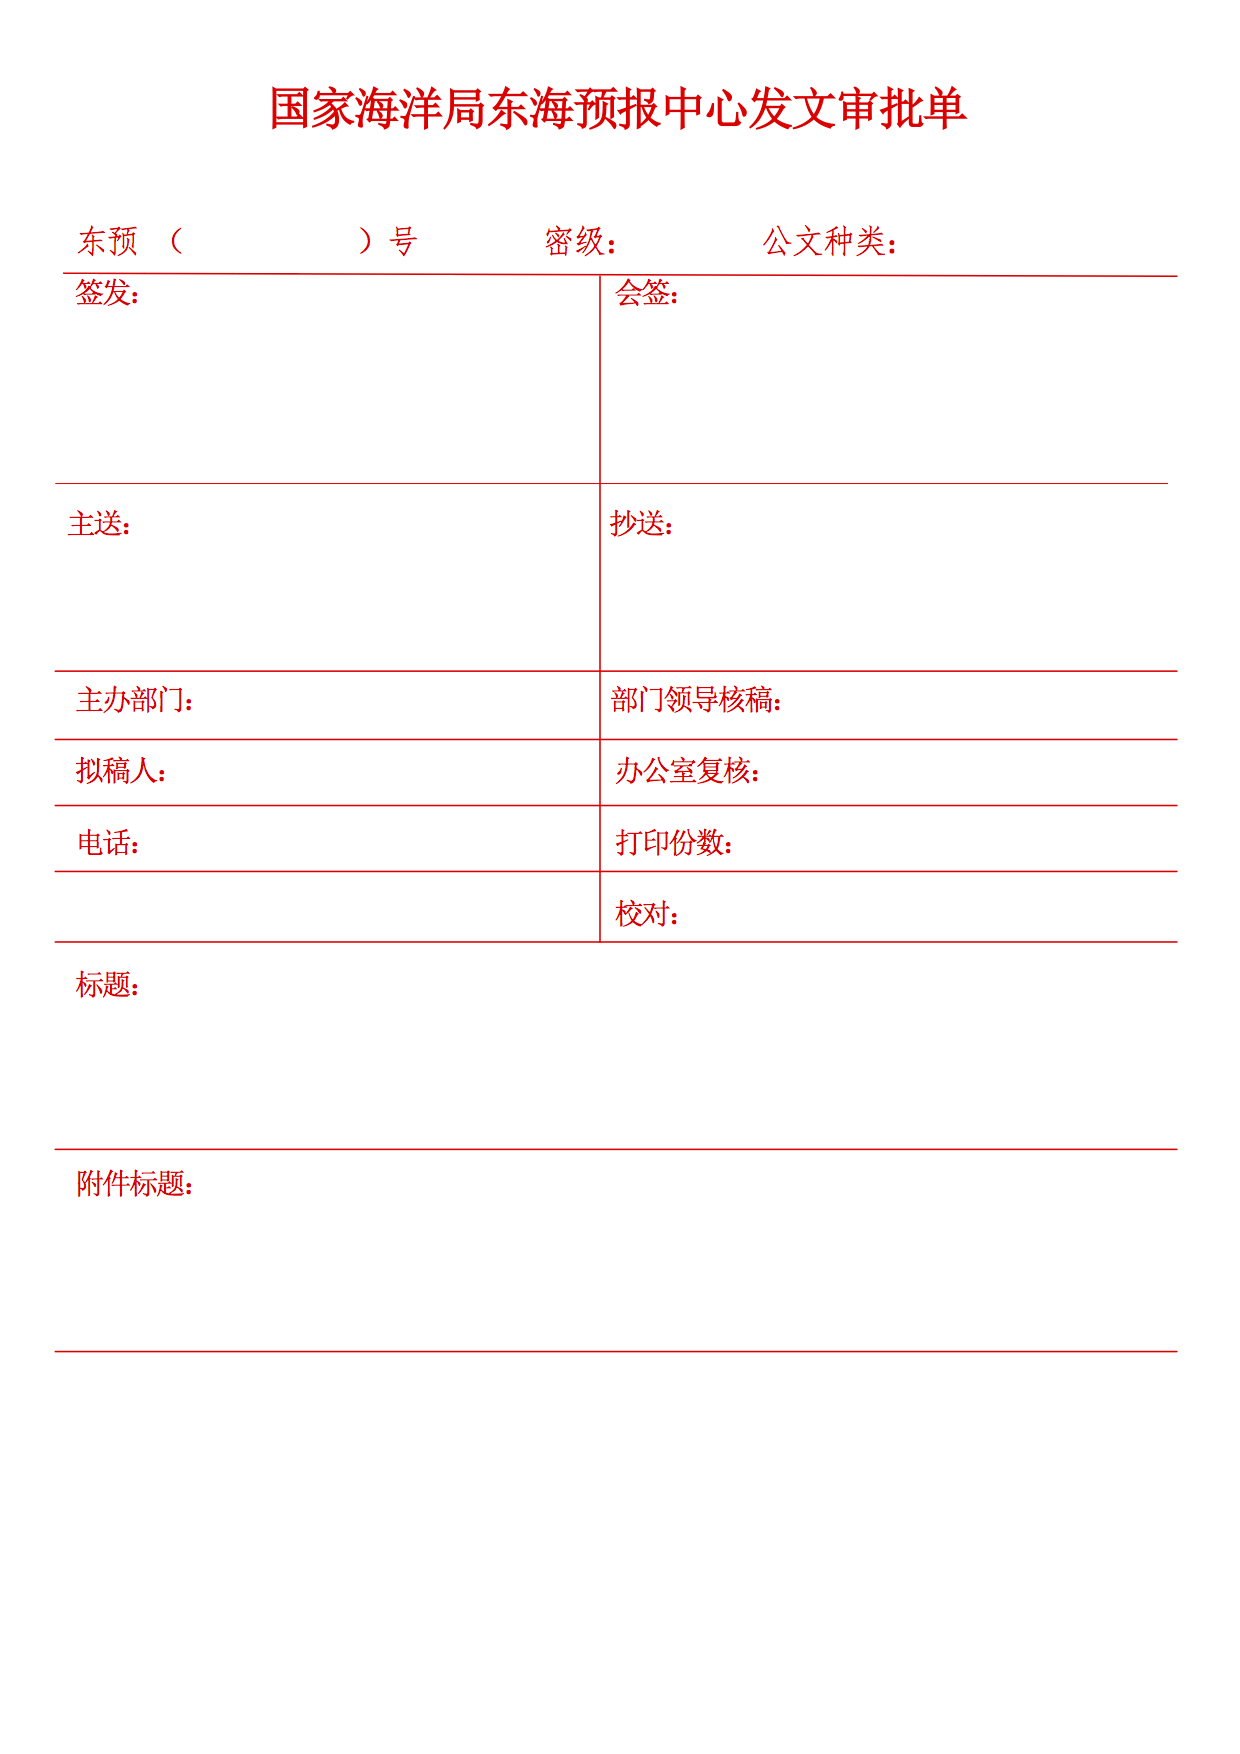 国家海洋局东海预报中心发文审批单
东预 （ ）号 密级： 公文种类：
签发： 会签：
主送： 抄送：
主办部门： 部门领导核稿：
拟稿人： 办公室复核：
电话： 打印份数：
校对：
标题：
附件标题：